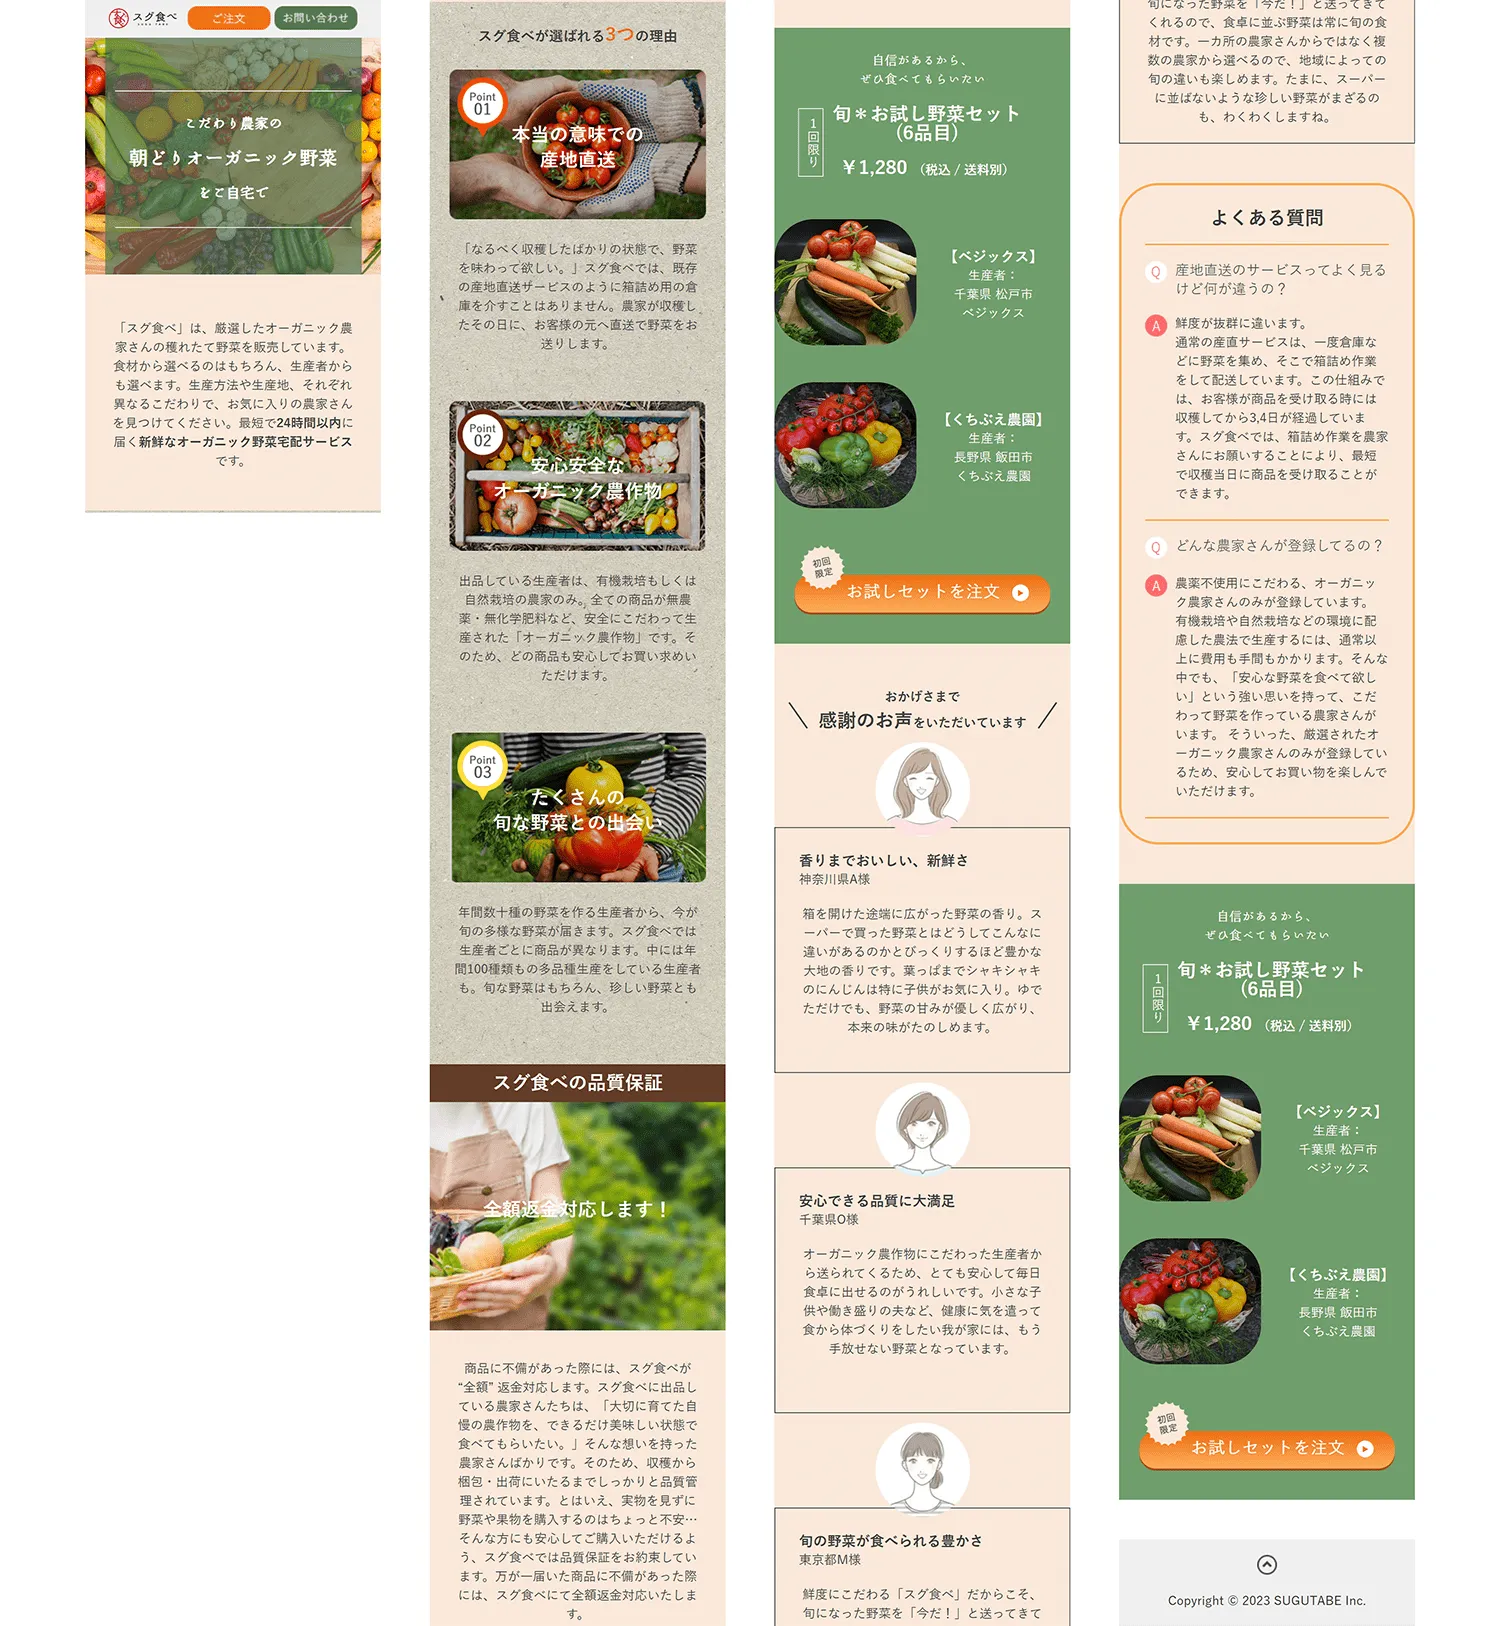 スグ食べ
SUGU TABE
ご注文
お問い合わせ
こだわり農家の
朝どりオーガニック野菜
をご自宅で
「スグ食べ」は、厳選したオーガニック農
家さんの穫れたて野菜を販売しています。
食材から選べるのはもちろん、生産者から
も選べます。生産方法や生産地、それぞれ
異なるこだわりで、お気に入りの農家さん
を見つけてください。最短で24時間以内に
届く新鮮なオーガニック野菜宅配サービス
です。
スグ食べが選ばれる3つの理由
Point
01
本当の意味での
産地直送
「なるべく収穫したばかりの状態で、野菜
を味わって欲しい。」スグ食べでは、既存
の産地直送サービスのように箱詰め用の倉
庫を介すことはありません。農家が収穫し
たその日に、お客様の元へ直送で野菜をお
送りします。
Point
02
安心安全な
オーガニック農作物
出品している生産者は、有機栽培もしくは
自然栽培の農家のみ。全ての商品が無農
薬・無化学肥料など、安全にこだわって生
産された「オーガニック農作物」です。そ
のため、どの商品も安心してお買い求めい
ただけます。
Point
03
たくさんの
旬な野菜との出会い
年間数十種の野菜を作る生産者から、今が
旬の多様な野菜が届きます。スグ食べでは
生産者ごとに商品が異なります。中には年
間100種類もの多品種生産をしている生産者
も。旬な野菜はもちろん、珍しい野菜とも
出会えます。
スグ食べの品質保証
全額返金対応します！
商品に不備があった際には、スグ食べが
“全額” 返金対応します。スグ食べに出品し
ている農家さんたちは、「大切に育てた自
慢の農作物を、できるだけ美味しい状態で
食べてもらいたい。」そんな想いを持った
農家さんばかりです。そのため、収穫から
梱包・出荷にいたるまでしっかりと品質管
理されています。とはいえ、実物を見ずに
野菜や果物を購入するのはちょっと不安…
そんな方にも安心してご購入いただけるよ
う、スグ食べでは品質保証をお約束してい
ます。万が一届いた商品に不備があった際
には、スグ食べにて全額返金対応いたしま
す。
自信があるから、
ぜひ食べてもらいたい
1回限り
旬＊お試し野菜セット
(6品目)
￥1,280 （税込 / 送料別）
【ベジックス】
生産者：
千葉県 松戸市
ベジックス
【くちぶえ農園】
生産者：
長野県 飯田市
くちぶえ農園
初回
限定
お試しセットを注文
おかげさまで
感謝のお声をいただいています
香りまでおいしい、新鮮さ
神奈川県A様
箱を開けた途端に広がった野菜の香り。ス
ーパーで買った野菜とはどうしてこんなに
違いがあるのかとびっくりするほど豊かな
大地の香りです。葉っぱまでシャキシャキ
のにんじんは特に子供がお気に入り。ゆで
ただけでも、野菜の甘みが優しく広がり、
本来の味がたのしめます。
安心できる品質に大満足
千葉県O様
オーガニック農作物にこだわった生産者か
ら送られてくるため、とても安心して毎日
食卓に出せるのがうれしいです。小さな子
供や働き盛りの夫など、健康に気を遣って
食から体づくりをしたい我が家には、もう
手放せない野菜となっています。
旬の野菜が食べられる豊かさ
東京都M様
鮮度にこだわる「スグ食べ」だからこそ、
旬になった野菜を「今だ！」と送ってきて
旬になった野菜を「今だ！」と送ってきて
くれるので、食卓に並ぶ野菜は常に旬の食
材です。一カ所の農家さんからではなく複
数の農家から選べるので、地域によっての
旬の違いも楽しめます。たまに、スーパー
に並ばないような珍しい野菜がまざるの
も、わくわくしますね。
よくある質問
Q 産地直送のサービスってよく見る
けど何が違うの？
A 鮮度が抜群に違います。
通常の産直サービスは、一度倉庫な
どに野菜を集め、そこで箱詰め作業
をして配送しています。この仕組みで
は、お客様が商品を受け取る時には
収穫してから3,4日が経過していま
す。スグ食べでは、箱詰め作業を農家
さんにお願いすることにより、最短
で収穫当日に商品を受け取ることが
できます。
Q どんな農家さんが登録してるの？
A 農薬不使用にこだわる、オーガニッ
ク農家さんのみが登録しています。
有機栽培や自然栽培などの環境に配
慮した農法で生産するには、通常以
上に費用も手間もかかります。そんな
中でも、「安心な野菜を食べて欲し
い」という強い思いを持って、こだ
わって野菜を作っている農家さんが
います。 そういった、厳選されたオ
ーガニック農家さんのみが登録してい
るため、安心してお買い物を楽しんで
いただけます。
自信があるから、
ぜひ食べてもらいたい
1回限り
旬＊お試し野菜セット
(6品目)
￥1,280 （税込 / 送料別）
【ベジックス】
生産者：
千葉県 松戸市
ベジックス
【くちぶえ農園】
生産者：
長野県 飯田市
くちぶえ農園
初回
限定
お試しセットを注文
Copyright © 2023 SUGUTABE Inc.